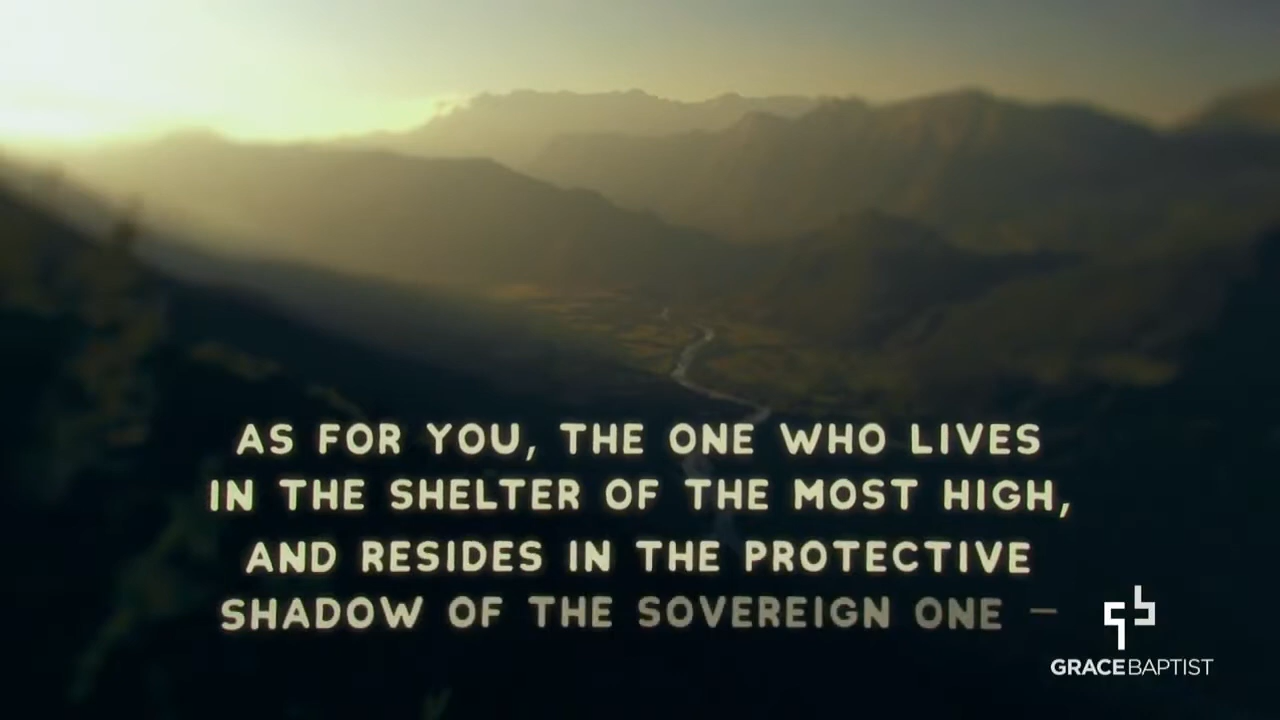 AS FOR YOU, THE ONE WHO LIVES
IN THE SHELTER OF THE MOST HIGH,
AND RESIDES IN THE PROTECTIVE
SHADOW OF THE SOVEREIGN ONE –
GRACEBAPTIST